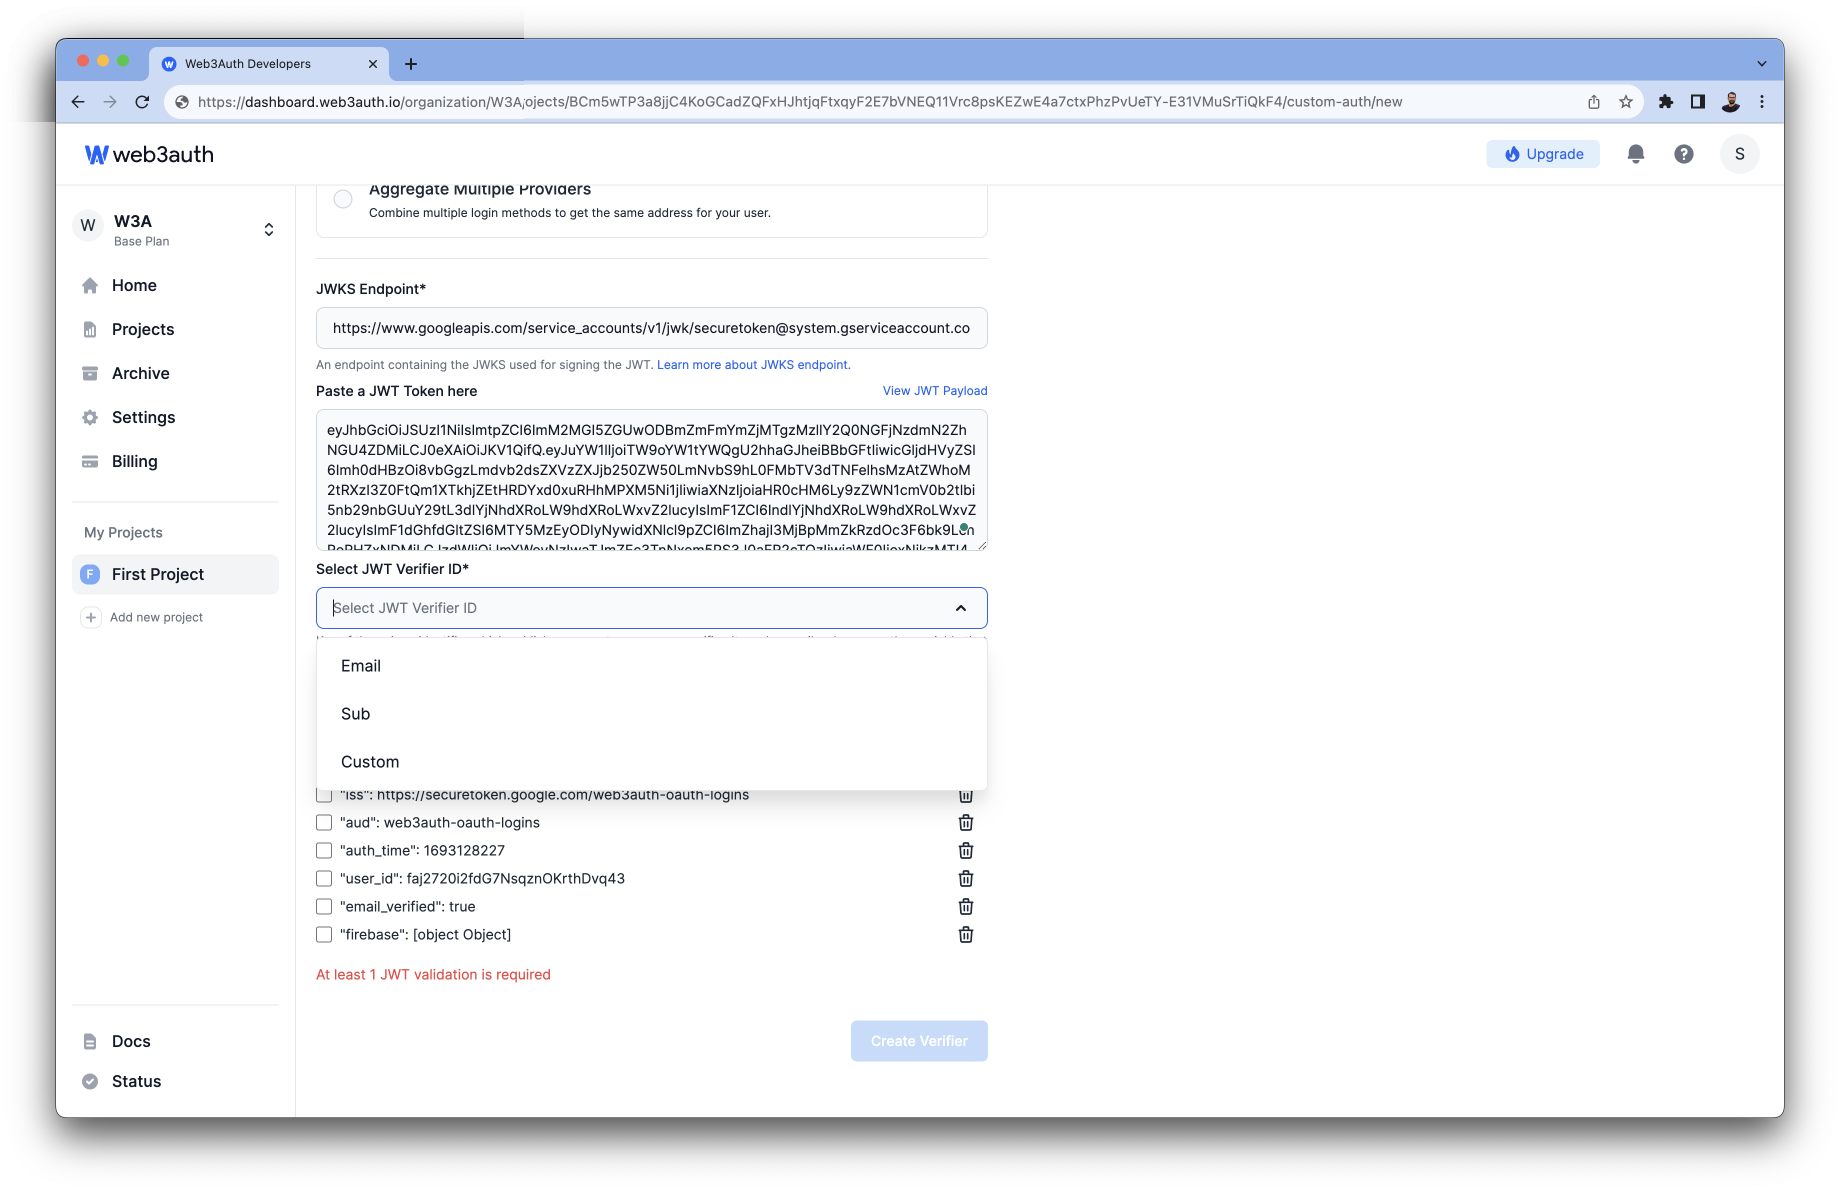 Web3Auth Developers
https://dashboard.web3auth.io/organization/W3A/ojects/BCm5wTP3a8jjC4KoGCadZQFxHJhtjqFtxqyF2E7bVNEQ11Vrc8psKEZwE4a7ctxPhzPvUeTY-E31VMuSrTiQkF4/custom-auth/new
web3auth
Upgrade
S
W
W3A
Base Plan
Home
Projects
Archive
Settings
Billing
My Projects
F
First Project
Add new project
Docs
Status
Aggregate Multiple Providers
Combine multiple login methods to get the same address for your user.
JWKS Endpoint*
https://www.googleapis.com/service_accounts/v1/jwk/securetoken@system.gserviceaccount.co
An endpoint containing the JWKS used for signing the JWT. Learn more about JWKS endpoint.
Paste a JWT Token here
View JWT Payload
eyJhbGciOiJSUzI1NiIsImtpZCI6ImM2MGI5ZGUwODBmZmFmYmZjMTgzMzllY2Q0NGFjNzdmN2Zh
NGU4ZDMiLCJ0eXAiOiJKV1QifQ.eyJuYW1lIjoiTW9oYW1tYWQgU2hhaGJheiBBbGFtIiwicGljdHVyZSI
6Imh0dHBzOi8vbGgzLmdvb2dsZXVzZXJjb250ZW50LmNvbS9hL0FMbTV3dTNFelhsMzAtZWhoM
2tRXzI3Z0FtQm1XTkhjZEtHRDYxd0xuRHhMPXM5Ni1jIiwiaXNzIjoiaHR0cHM6Ly9zZWN1cmV0b2tlbi
5nb29nbGUuY29tL3dlYjNhdXRoLW9hdXRoLWxvZ2lucyIsImF1ZCI6IndlYjNhdXRoLW9hdXRoLWxvZ
2lucyIsImF1dGhfdGltZSI6MTY5MzEyODIyNywidXNlcl9pZCI6ImZhajI3MjBpMmZkRzdOc3F6bk9L
Select JWT Verifier ID*
Select JWT Verifier ID
Email
Sub
Custom
"iss": https://securetoken.google.com/web3auth-oauth-logins
"aud": web3auth-oauth-logins
"auth_time": 1693128227
"user_id": faj2720i2fdG7NsqznOKrthDvq43
"email_verified": true
"firebase": [object Object]
At least 1 JWT validation is required
Create Verifier